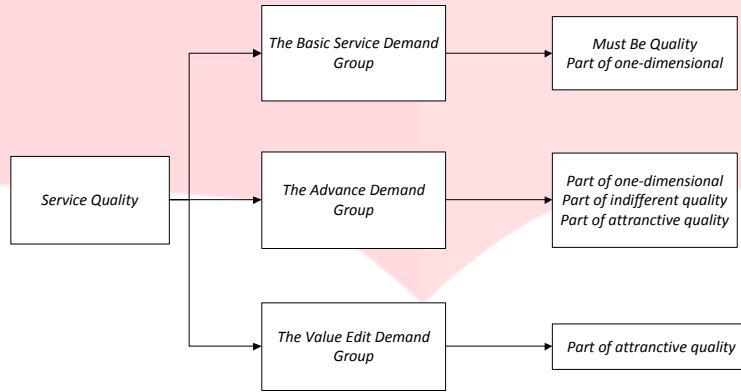 Service Quality
The Basic Service Demand
Group
Must Be Quality
Part of one-dimensional
The Advance Demand
Group
Part of one-dimensional
Part of indifferent quality
Part of attranctive quality
The Value Edit Demand
Group
Part of attranctive quality